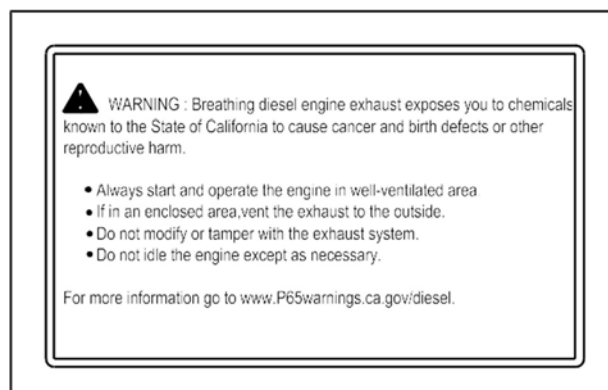 WARNING : Breathing diesel engine exhaust exposes you to chemicals
known to the State of California to cause cancer and birth defects or other
reproductive harm.
• Always start and operate the engine in well-ventilated area
• If in an enclosed area,vent the exhaust to the outside.
• Do not modify or tamper with the exhaust system.
• Do not idle the engine except as necessary.
For more information go to www.P65warnings.ca.gov/diesel.